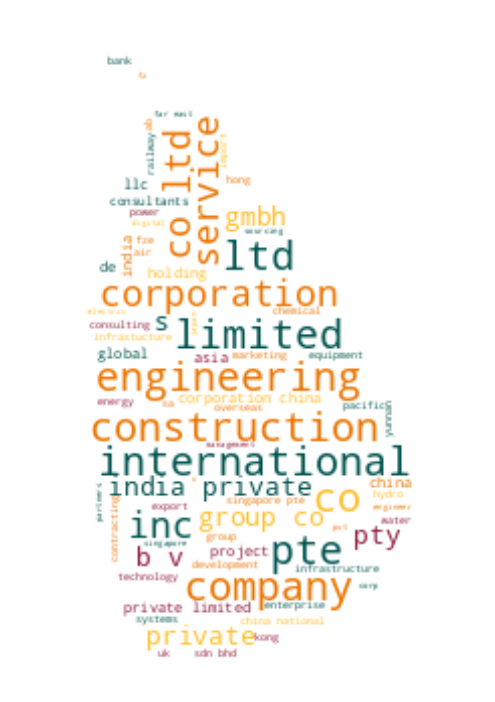 bank
far east
ab
railway
co ltd
service
import
hong
llc
consultants
power
digital
gmbh
sourcing
india
fze
air
ltd
de
holding
corporation
electric
chemical
consulting
s
limited
infrastucture
global
asia
marketing
equipment
engineering
energy
sa
corporation china
overseas
pacific
yunnan
construction
management
international
india private
china
partners
singapore pte
co
hydro
export
engineer
contracting
inc
group co
pvt
water
pty
singapore
group
b v
project
pte
development
infrastructure
technology
company
corp
private limited
enterprise
systems
china national
private
kong
uk
sdn bhd